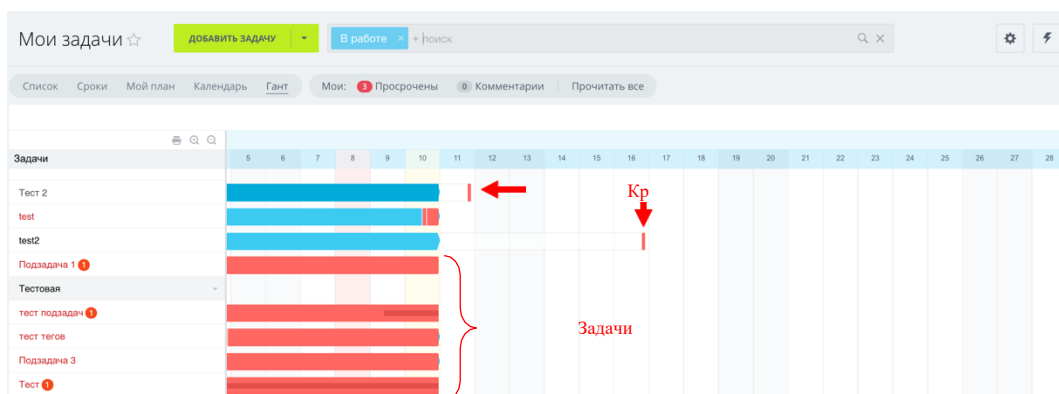 Мои задачи ДОБАВИТЬ ЗАДАЧУ В работе × + поиск
Список Сроки Мой план Календарь Гант Мои: 3 Просрочены 0 Комментарии Прочитать все
Задачи 5 6 7 8 9 10 11 12 13 14 15 16 17 18 19 20 21 22 23 24 25 26 27 28
Тест 2 Кр
test
test2
Подзадача 1 1
Тестовая
тест подзадач 1 Задачи
тест тегов
Подзадача 3
Тест 1